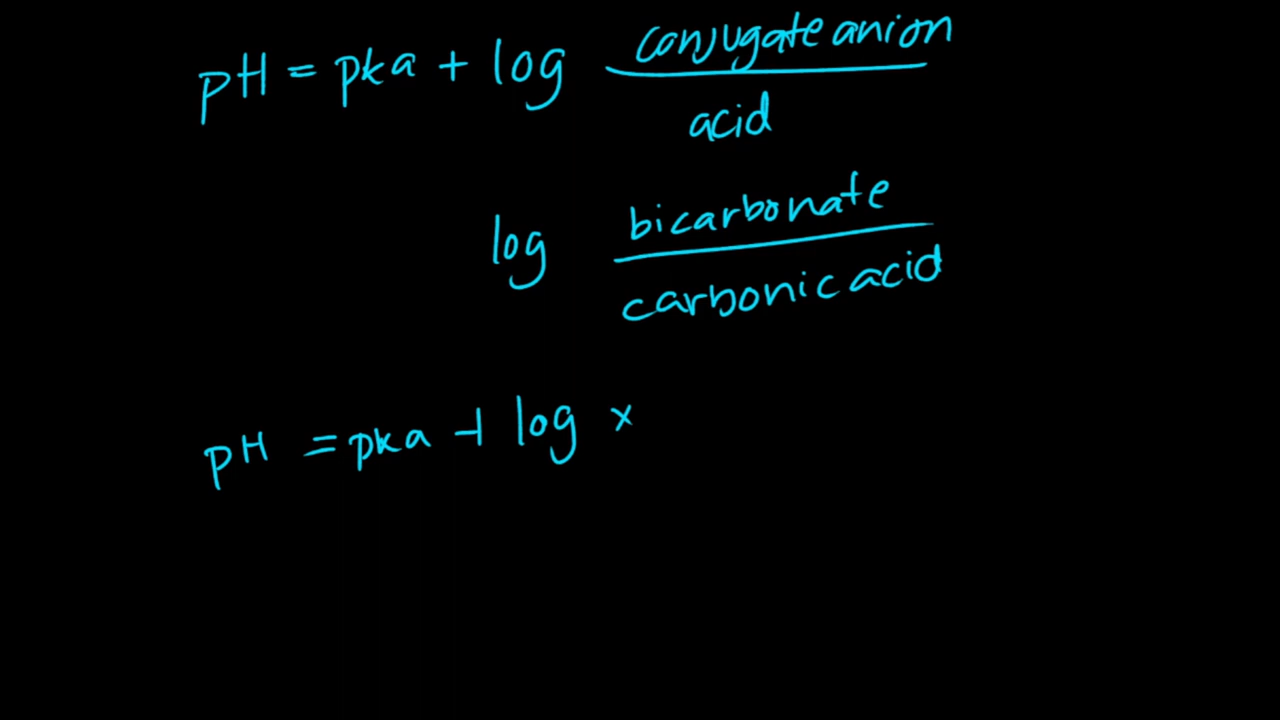 pH = pka + log conjugate anion
acid
log bicarbonate
carbonic acid
pH = pka + log x